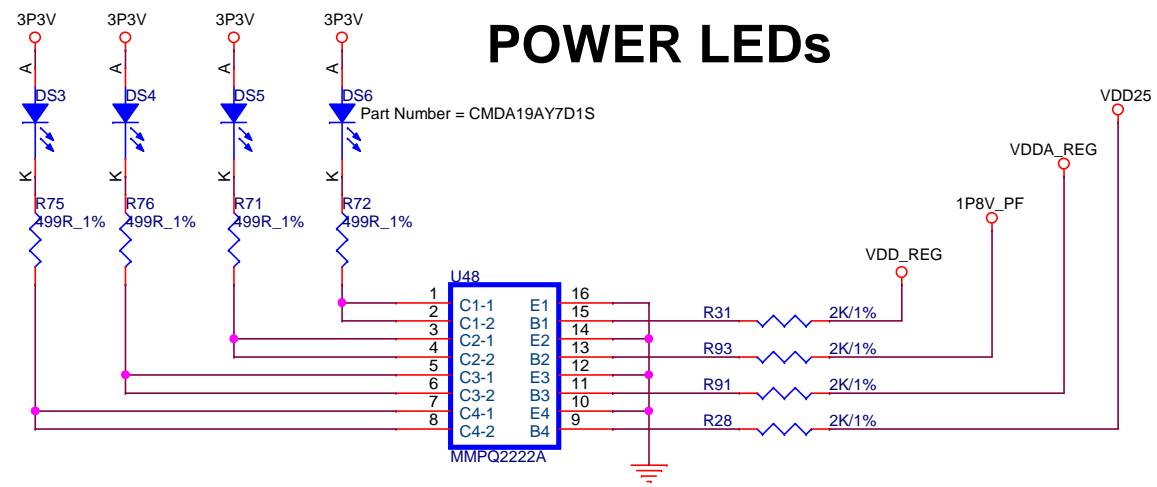 POWER LEDs
3P3V 3P3V 3P3V 3P3V
A A A A
DS3 DS4 DS5 DS6
Part Number = CMDA19AY7D1S
K K K K
R75 R76 R71 R72
499R_1% 499R_1% 499R_1% 499R_1%
VDD25
VDDA_REG
1P8V_PF
VDD_REG
U48
1 C1-1 E1 16
2 C1-2 B1 15 R31 2K/1%
3 C2-1 E2 14
4 C2-2 B2 13 R93 2K/1%
5 C3-1 E3 12
6 C3-2 B3 11 R91 2K/1%
7 C4-1 E4 10
8 C4-2 B4 9 R28 2K/1%
MMPQ2222A